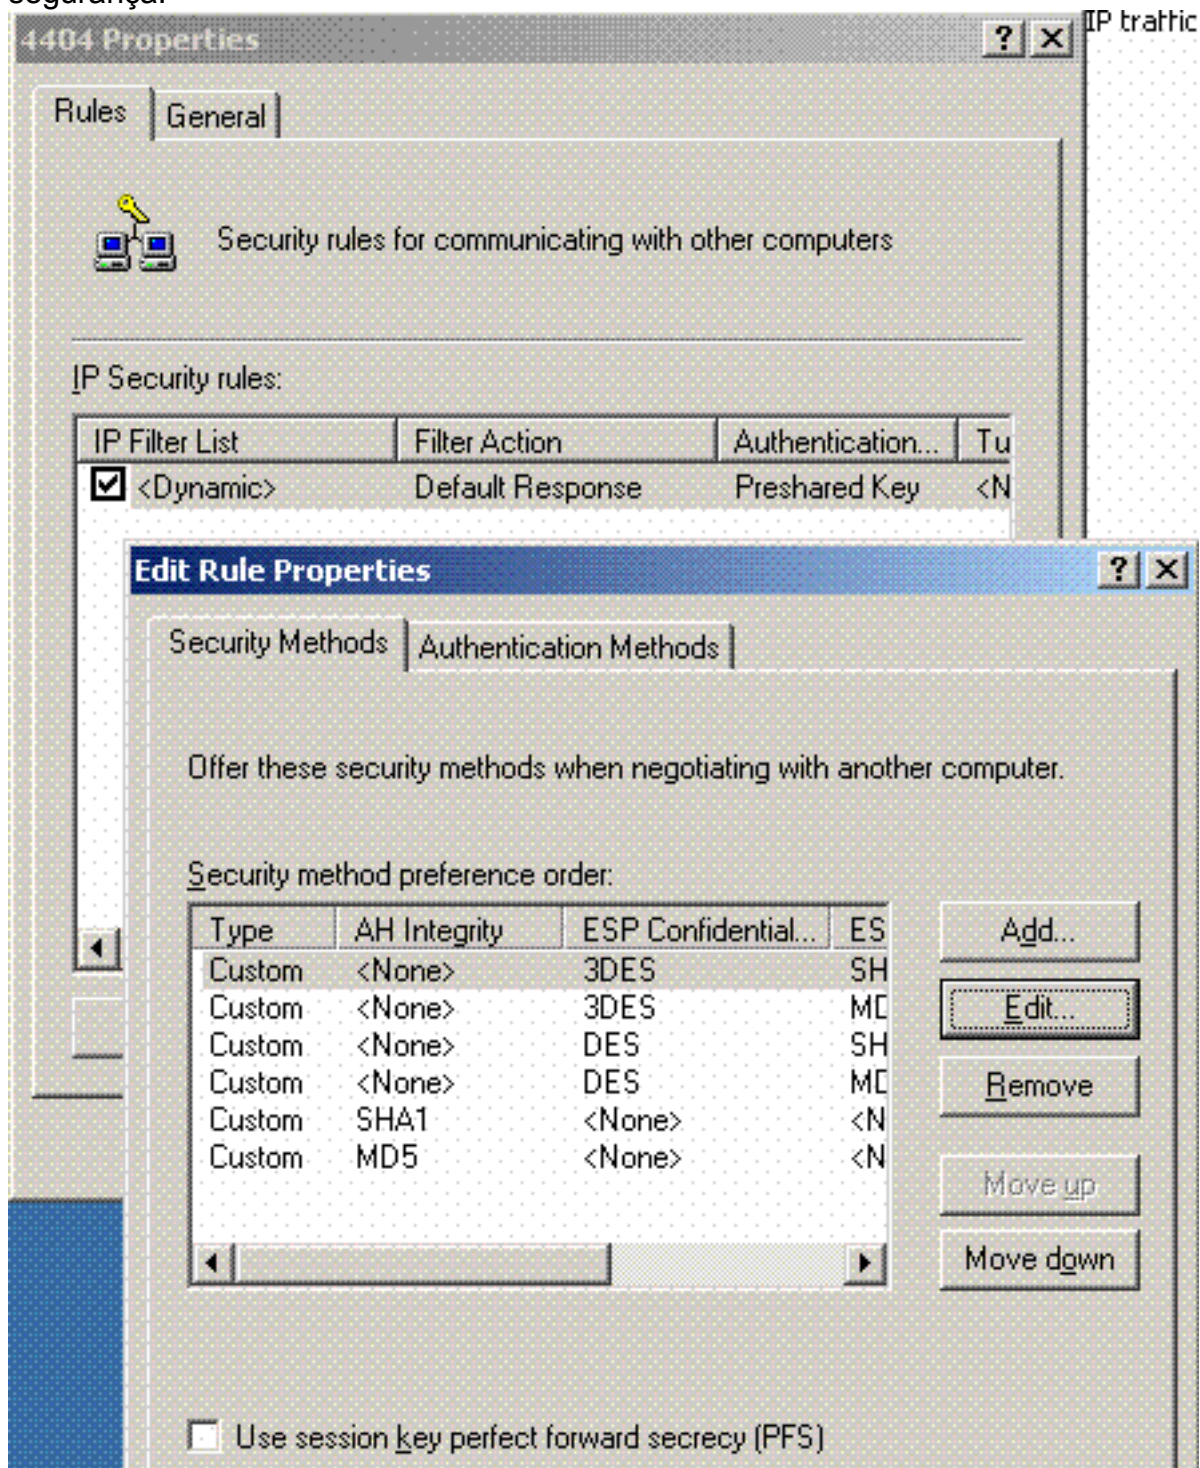 segurança.
IP traffic
4404 Properties
Rules
General
Security rules for communicating with other computers
IP Security rules:
IP Filter List Filter Action Authentication... Tu
<Dynamic> Default Response Preshared Key <N
Edit Rule Properties
Security Methods
Authentication Methods
Offer these security methods when negotiating with another computer.
Security method preference order:
Type AH Integrity ESP Confidential... ES
Custom <None> 3DES SH
Custom <None> 3DES MD
Custom <None> DES SH
Custom <None> DES MD
Custom SHA1 <None> <N
Custom MD5 <None> <N
Add...
Edit...
Remove
Move up
Move down
Use session key perfect forward secrecy (PFS)